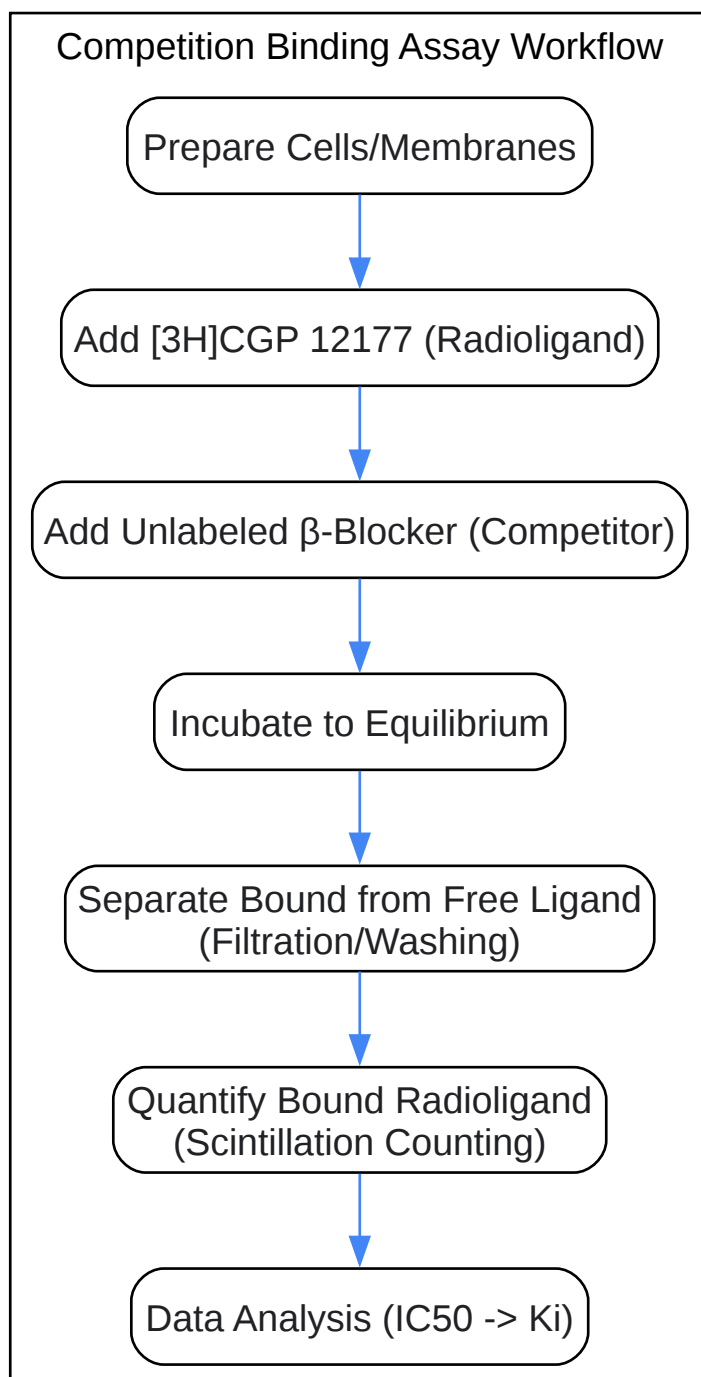 Competition Binding Assay Workflow
Prepare Cells/Membranes
Add [3H]CGP 12177 (Radioligand)
Add Unlabeled β-Blocker (Competitor)
Incubate to Equilibrium
Separate Bound from Free Ligand
(Filtration/Washing)
Quantify Bound Radioligand
(Scintillation Counting)
Data Analysis (IC50 -> Ki)